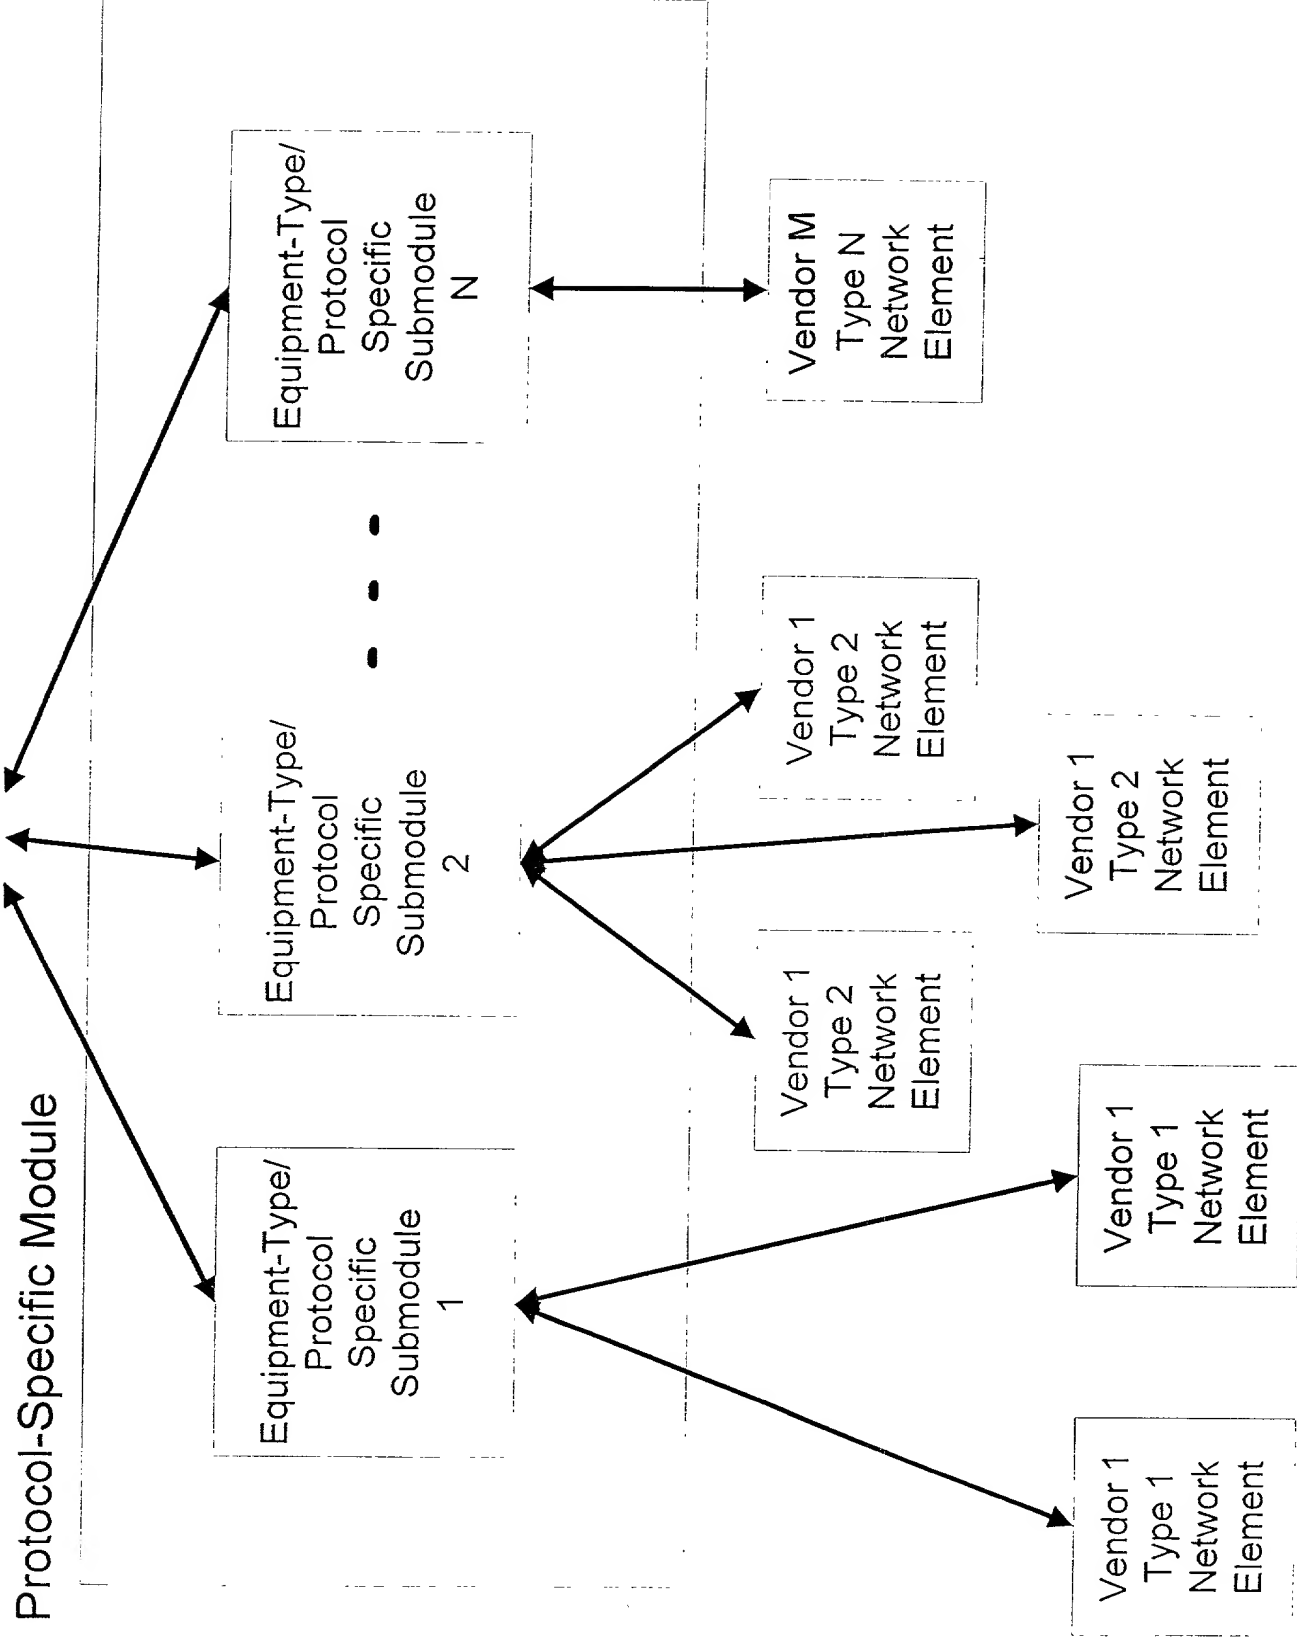 Protocol-Specific Module
Equipment-Type/
Protocol
Specific
Submodule
1
Equipment-Type/
Protocol
Specific
Submodule
2
Equipment-Type/
Protocol
Specific
Submodule
N
Vendor 1
Type 2
Network
Element
Vendor 1
Type 2
Network
Element
Vendor M
Type N
Network
Element
Vendor 1
Type 1
Network
Element
Vendor 1
Type 1
Network
Element
Vendor 1
Type 2
Network
Element